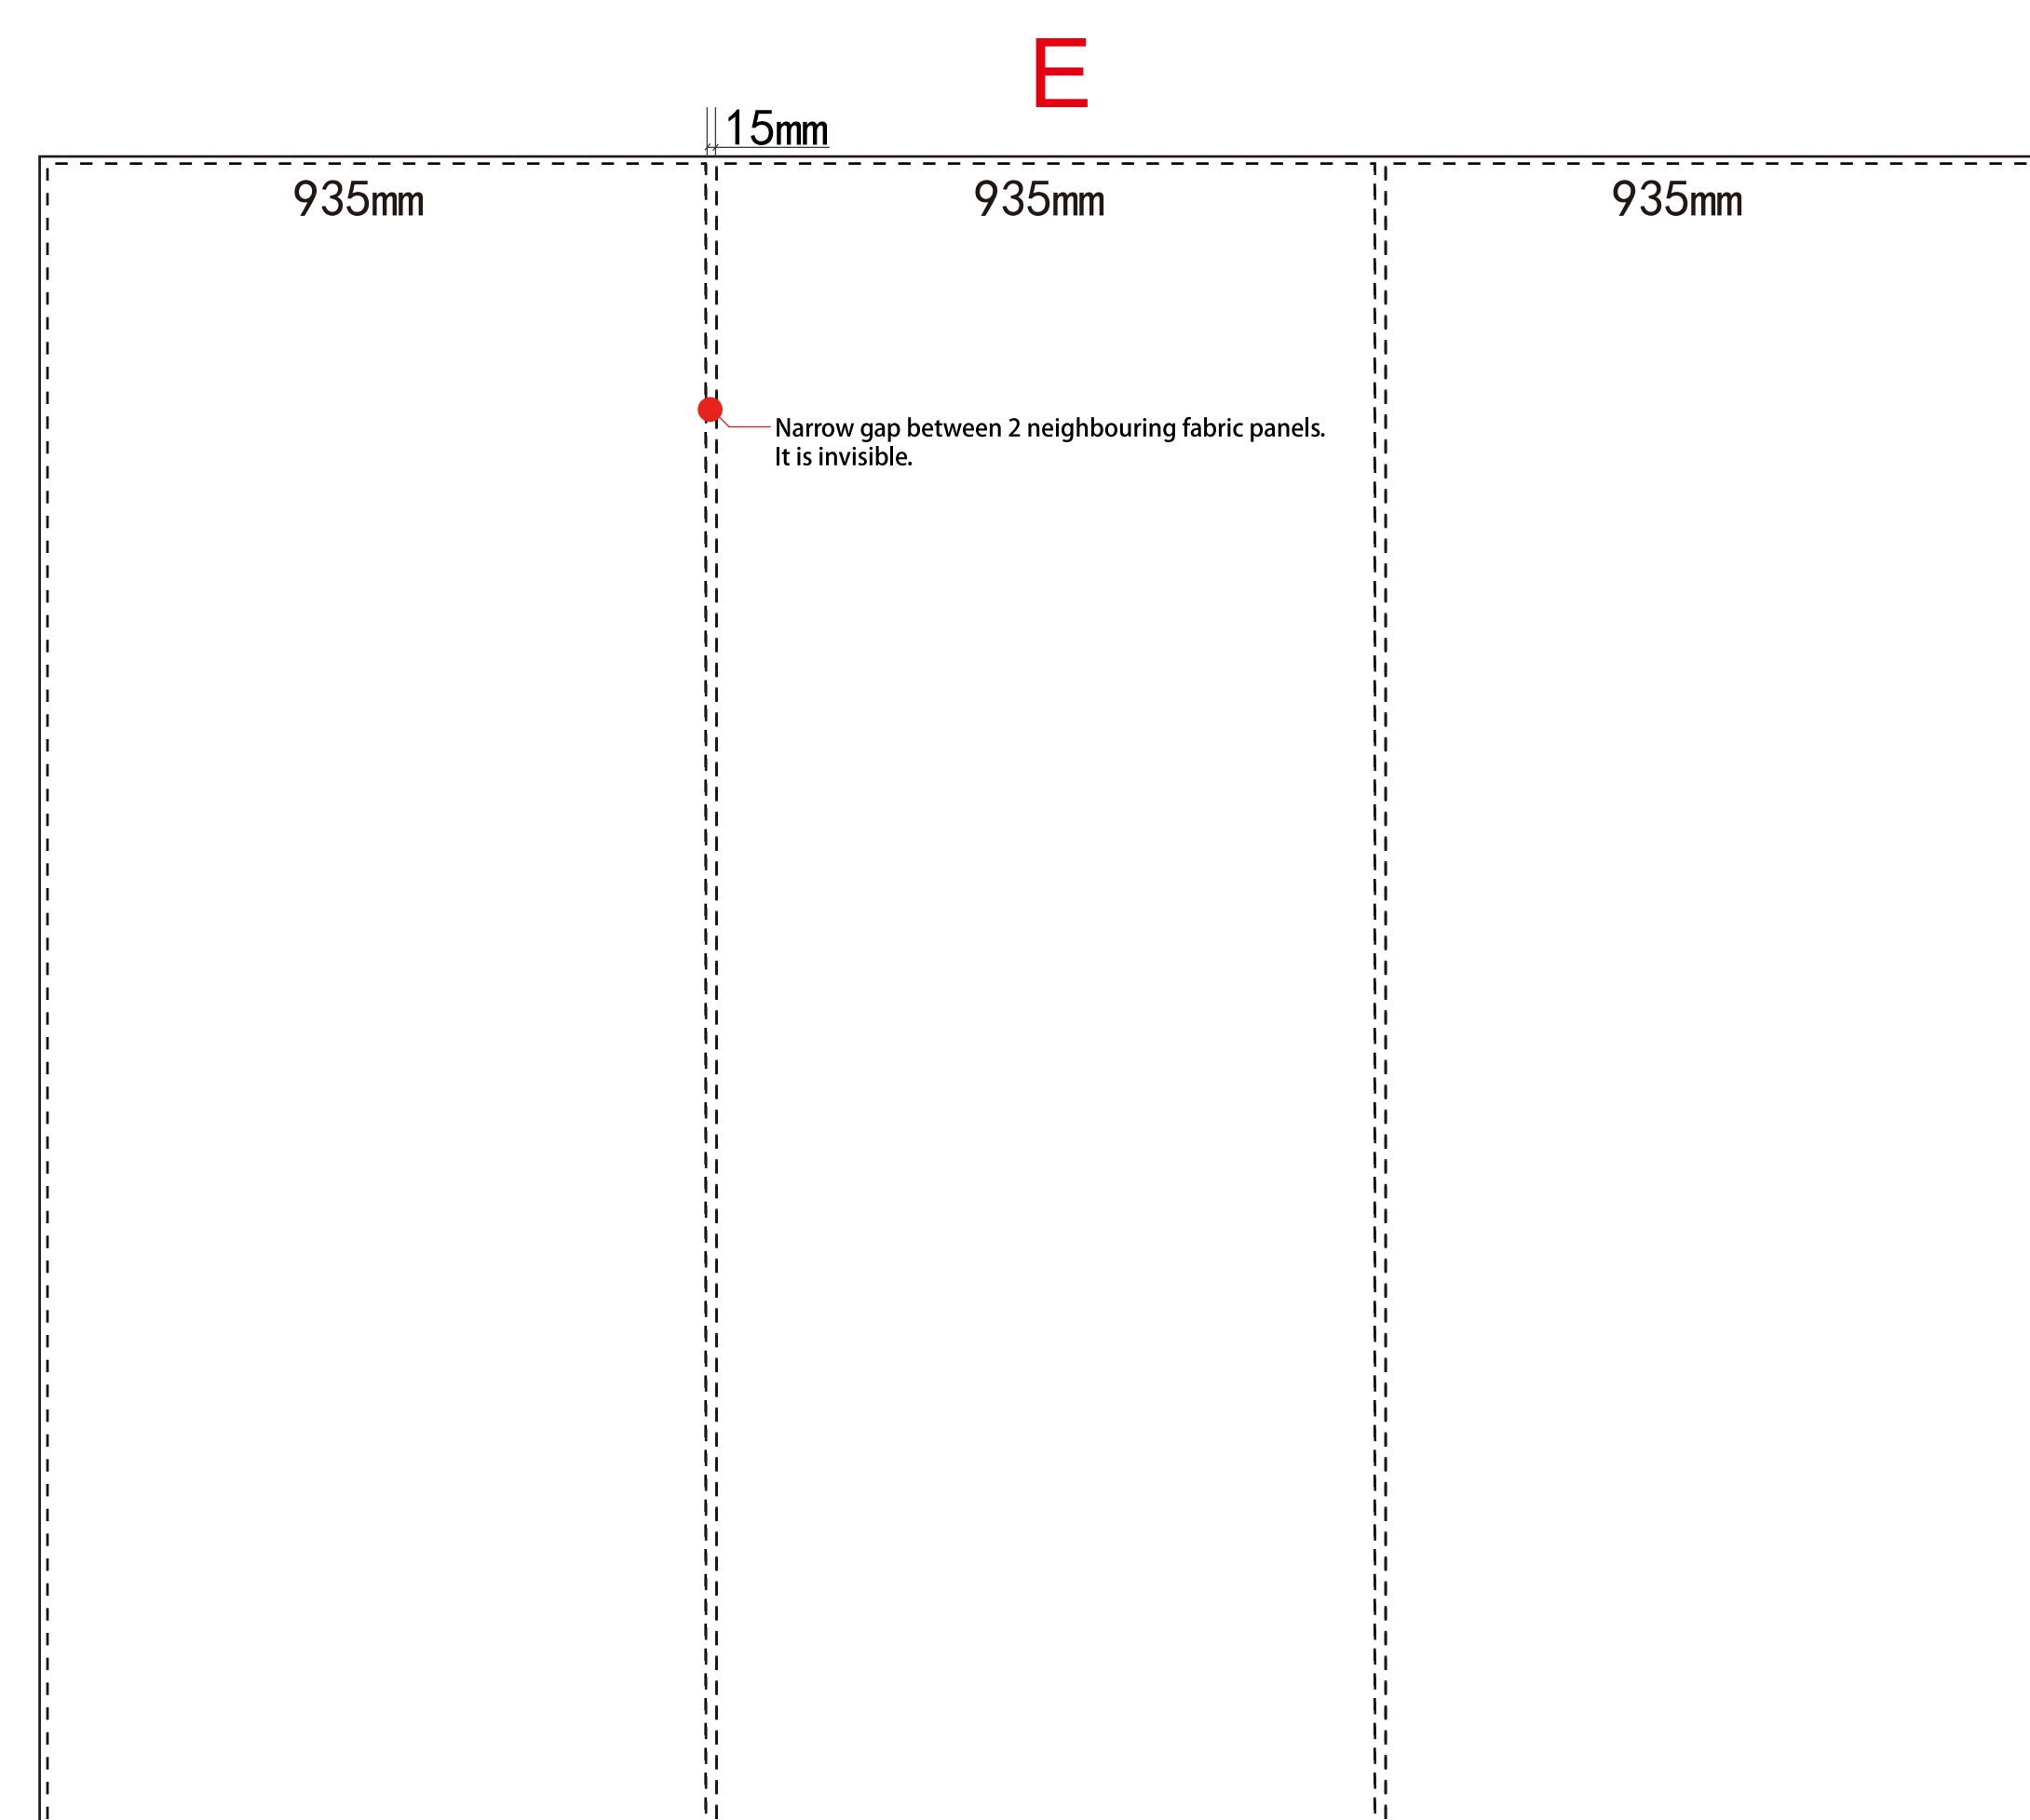 E
15mm
935mm 935mm 935mm
Narrow gap between 2 neighbouring fabric panels.
It is invisible.